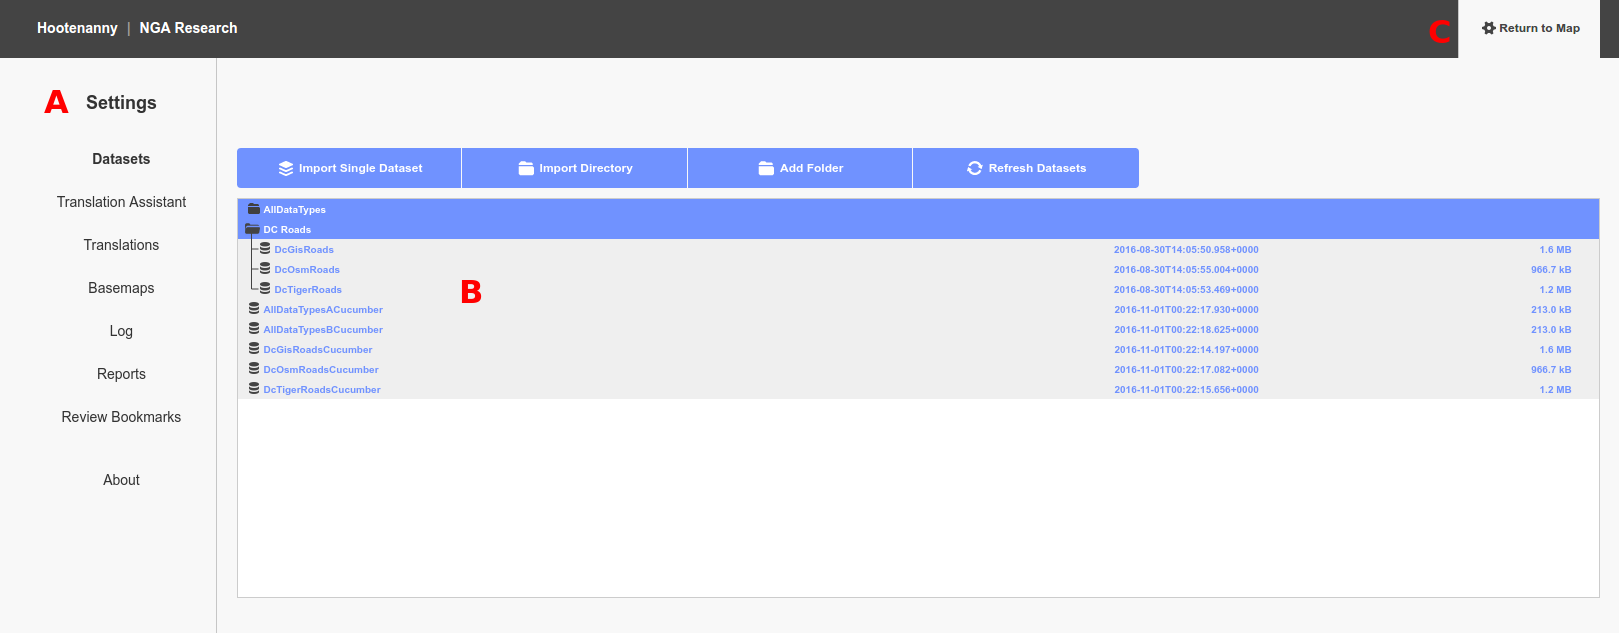 Hootenanny | NGA Research
C
Return to Map
A
Settings
Datasets
Translation Assistant
Translations
Basemaps
Log
Reports
Review Bookmarks
About
Import Single Dataset
Import Directory
Add Folder
Refresh Datasets
AllDataTypes
DC Roads
DcGisRoads 2016-08-30T14:05:50.958+0000 1.6 MB
DcOsmRoads 2016-08-30T14:05:55.004+0000 966.7 kB
DcTigerRoads 2016-08-30T14:05:53.469+0000 1.2 MB
B
AllDataTypesACucumber 2016-11-01T00:22:17.930+0000 213.0 kB
AllDataTypesBCucumber 2016-11-01T00:22:18.625+0000 213.0 kB
DcGisRoadsCucumber 2016-11-01T00:22:14.197+0000 1.6 MB
DcOsmRoadsCucumber 2016-11-01T00:22:17.082+0000 966.7 kB
DcTigerRoadsCucumber 2016-11-01T00:22:15.656+0000 1.2 MB